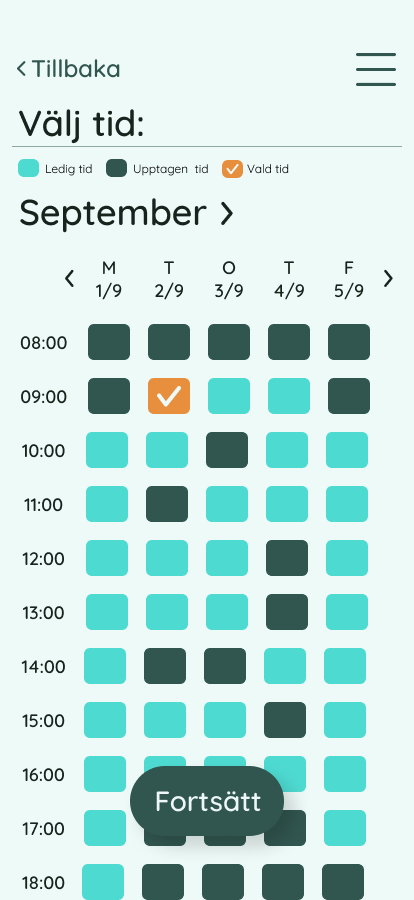 Tillbaka
Välj tid:
Ledig tid Upptagen tid Vald tid
September
M T O T F
1/9 2/9 3/9 4/9 5/9
08:00
09:00
10:00
11:00
12:00
13:00
14:00
15:00
16:00
Fortsätt
17:00
18:00